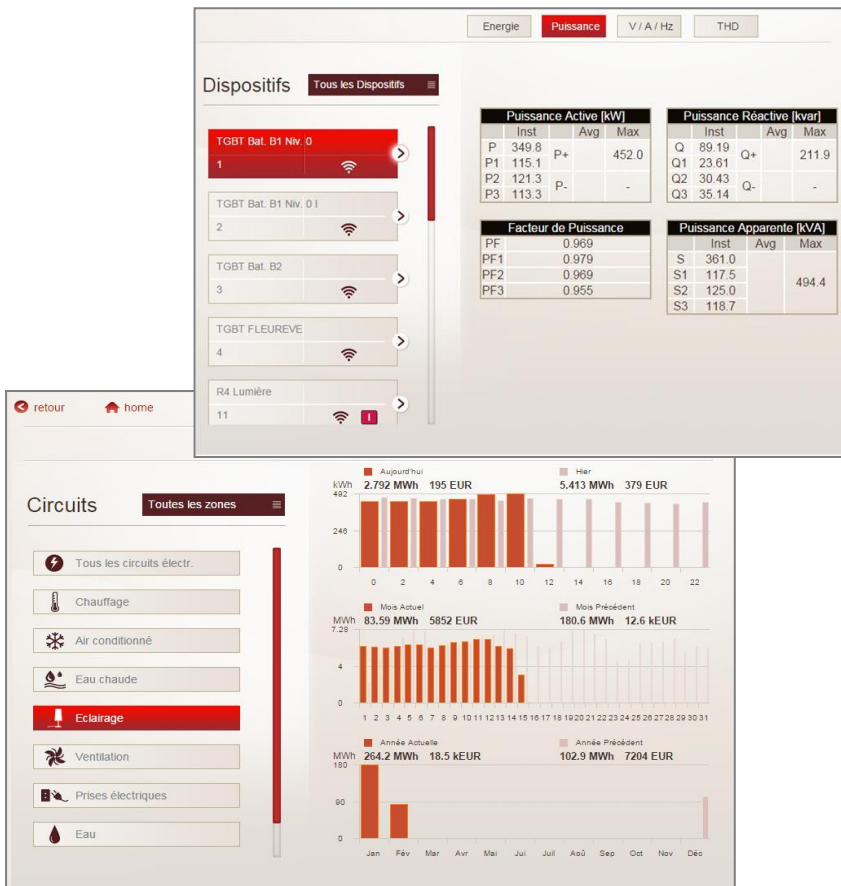 Energie Puissance V / A / Hz THD
Dispositifs Tous les Dispositifs
TGBT Bat. B1 Niv. 0
1
TGBT Bat. B1 Niv. 0 I
2
TGBT Bat. B2
3
TGBT FLEUREVE
4
R4 Lumière
11 I
Puissance Active [kW]
Inst Avg Max
P 349.8 P+ 452.0
P1 115.1
P2 121.3 P- -
P3 113.3
Puissance Réactive [kvar]
Inst Avg Max
Q 89.19 Q+ 211.9
Q1 23.61
Q2 30.43 Q- -
Q3 35.14
Facteur de Puissance
PF 0.969
PF1 0.979
PF2 0.969
PF3 0.955
Puissance Apparente [kVA]
Inst Avg Max
S 361.0 494.4
S1 117.5
S2 125.0
S3 118.7
retour home
Circuits Toutes les zones
Tous les circuits électr.
Chauffage
Air conditionné
Eau chaude
Eclairage
Ventilation
Prises électriques
Eau
Aujourd'hui Hier
kWh 2.792 MWh 195 EUR 5.413 MWh 379 EUR
492
246
0
0 2 4 6 8 10 12 14 16 18 20 22
Mois Actuel Mois Précédent
MWh 83.59 MWh 5852 EUR 180.6 MWh 12.6 kEUR
7.28
4
0
1 2 3 4 5 6 7 8 9 10 11 12 13 14 15 16 17 18 19 20 21 22 23 24 25 26 27 28 29 30 31
Année Actuelle Année Précédent
MWh 264.2 MWh 18.5 kEUR 102.9 MWh 7204 EUR
180
90
0
Jan Fév Mar Avr Mai Jui Juil Aoû Sep Oct Nov Déc